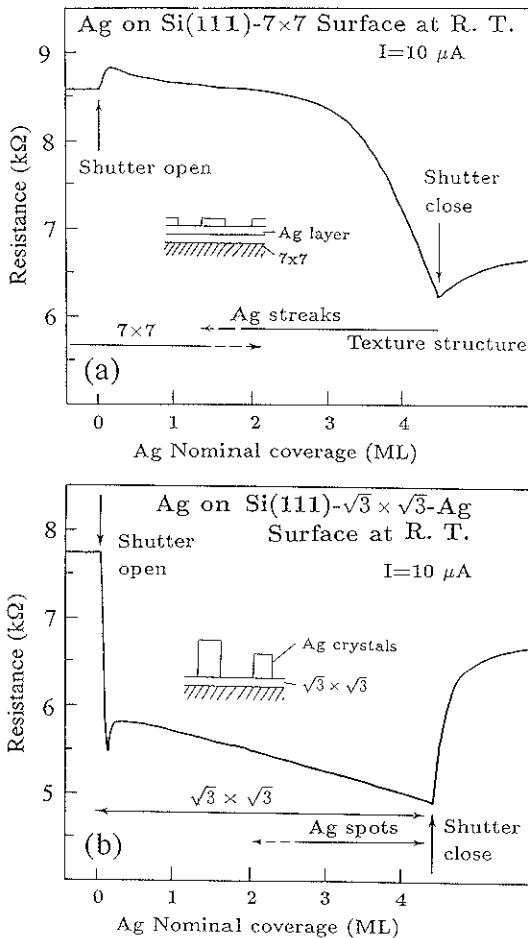 Ag on Si(111)-7×7 Surface at R. T.
I=10 μA
9
8
7
6
Resistance (kΩ)
Shutter open
Shutter
close
Ag layer
7x7
Ag streaks
7×7
Texture structure
(a)
0 1 2 3 4
Ag Nominal coverage (ML)
Ag on Si(111)-√3 × √3-Ag
Surface at R. T.
I=10 μA
8
7
6
5
Resistance (kΩ)
Shutter
open
Ag crystals
√3 × √3
√3 × √3
Ag spots
Shutter
close
(b)
0 1 2 3 4
Ag Nominal coverage (ML)